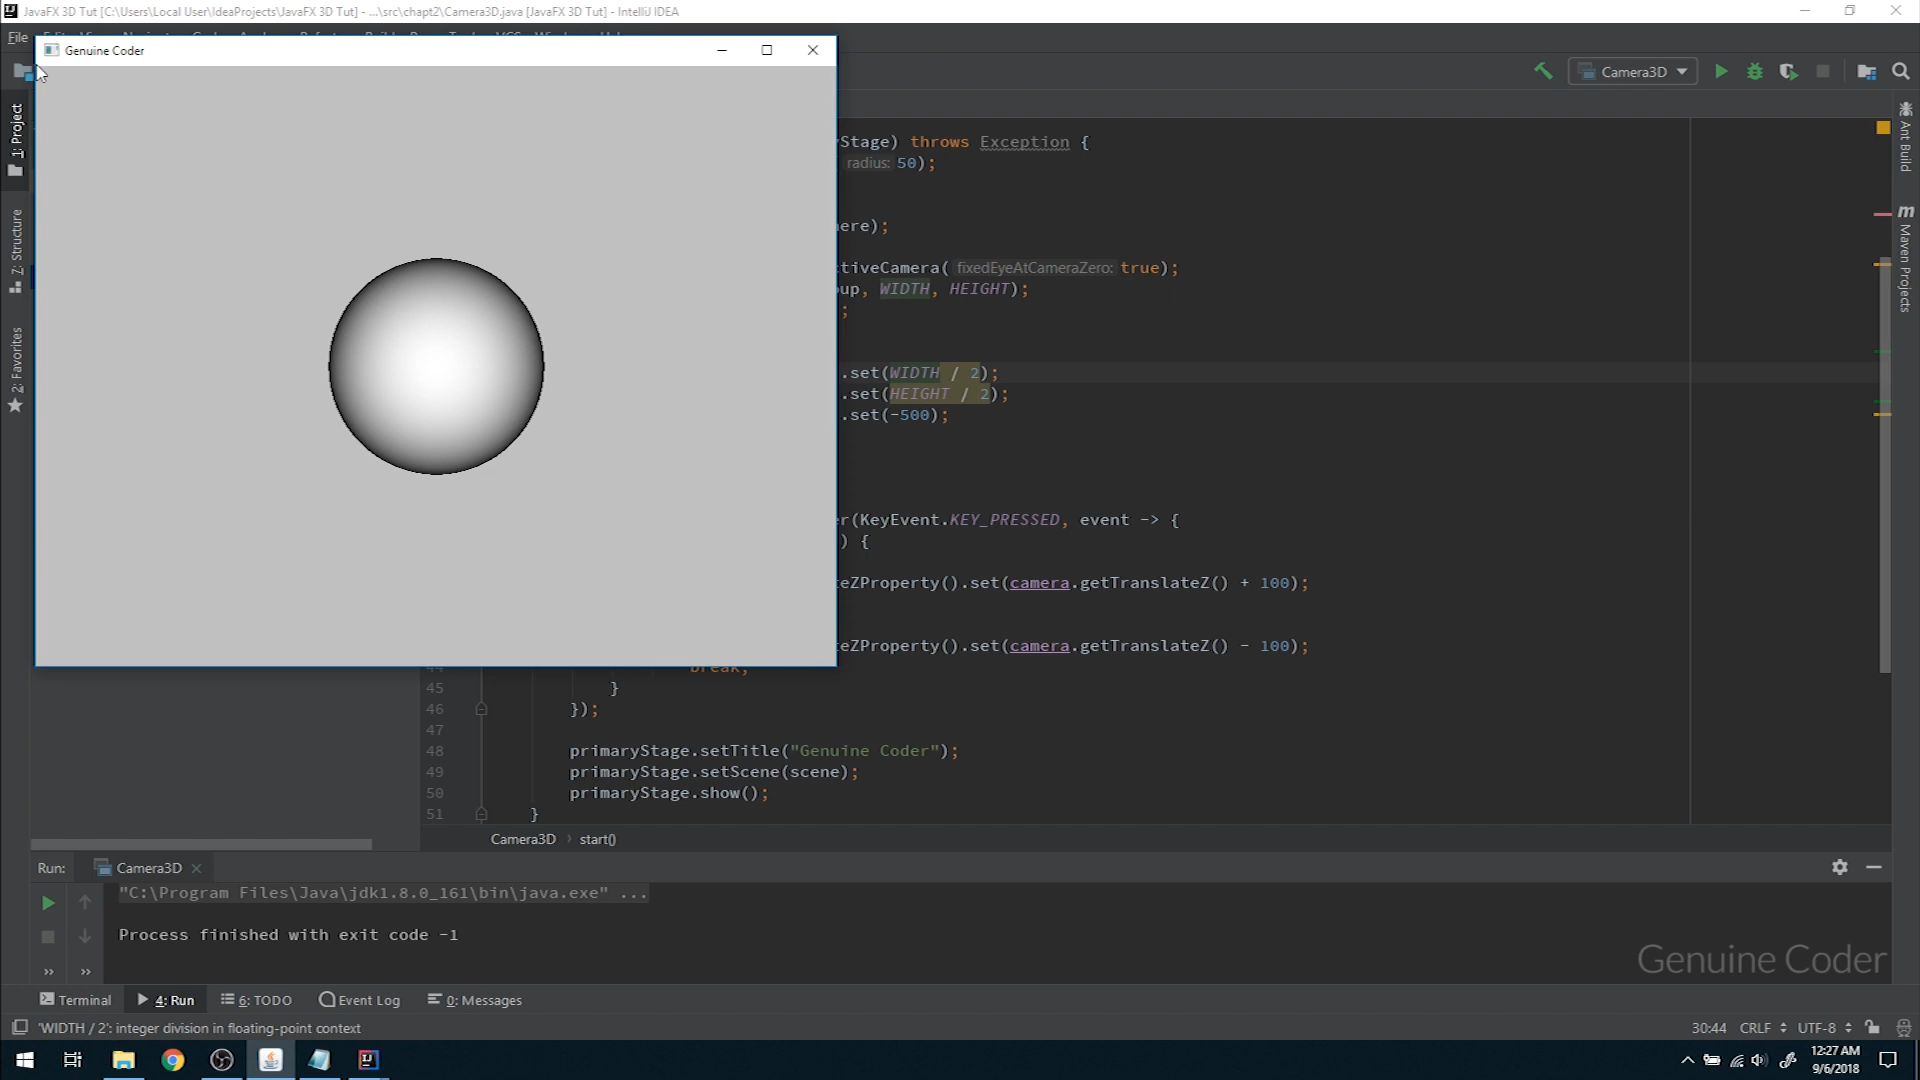 JavaFX 3D Tut [C:\Users\Local User\IdeaProjects\JavaFX 3D Tut] - ...\src\chapt2\Camera3D.java [JavaFX 3D Tut] - IntelliJ IDEA
File
Genuine Coder
Camera3D
1: Project
Z: Structure
2: Favorites
Ant Build
Maven Projects
Stage) throws Exception {
radius: 50);
ere);
tiveCamera( fixedEyeAtCameraZero: true);
up, WIDTH, HEIGHT);
;
.set(WIDTH / 2);
.set(HEIGHT / 2);
.set(-500);
r(KeyEvent.KEY_PRESSED, event -> {
) {
eZProperty().set(camera.getTranslateZ() + 100);
eZProperty().set(camera.getTranslateZ() - 100);
44 break;
45 }
46 });
47
48 primaryStage.setTitle("Genuine Coder");
49 primaryStage.setScene(scene);
50 primaryStage.show();
51 }
Camera3D › start()
Run: Camera3D
"C:\Program Files\Java\jdk1.8.0_161\bin\java.exe" ...
Process finished with exit code -1
Genuine Coder
Terminal 4: Run 6: TODO Event Log 0: Messages
'WIDTH / 2': integer division in floating-point context 30:44 CRLF UTF-8
12:27 AM
9/6/2018